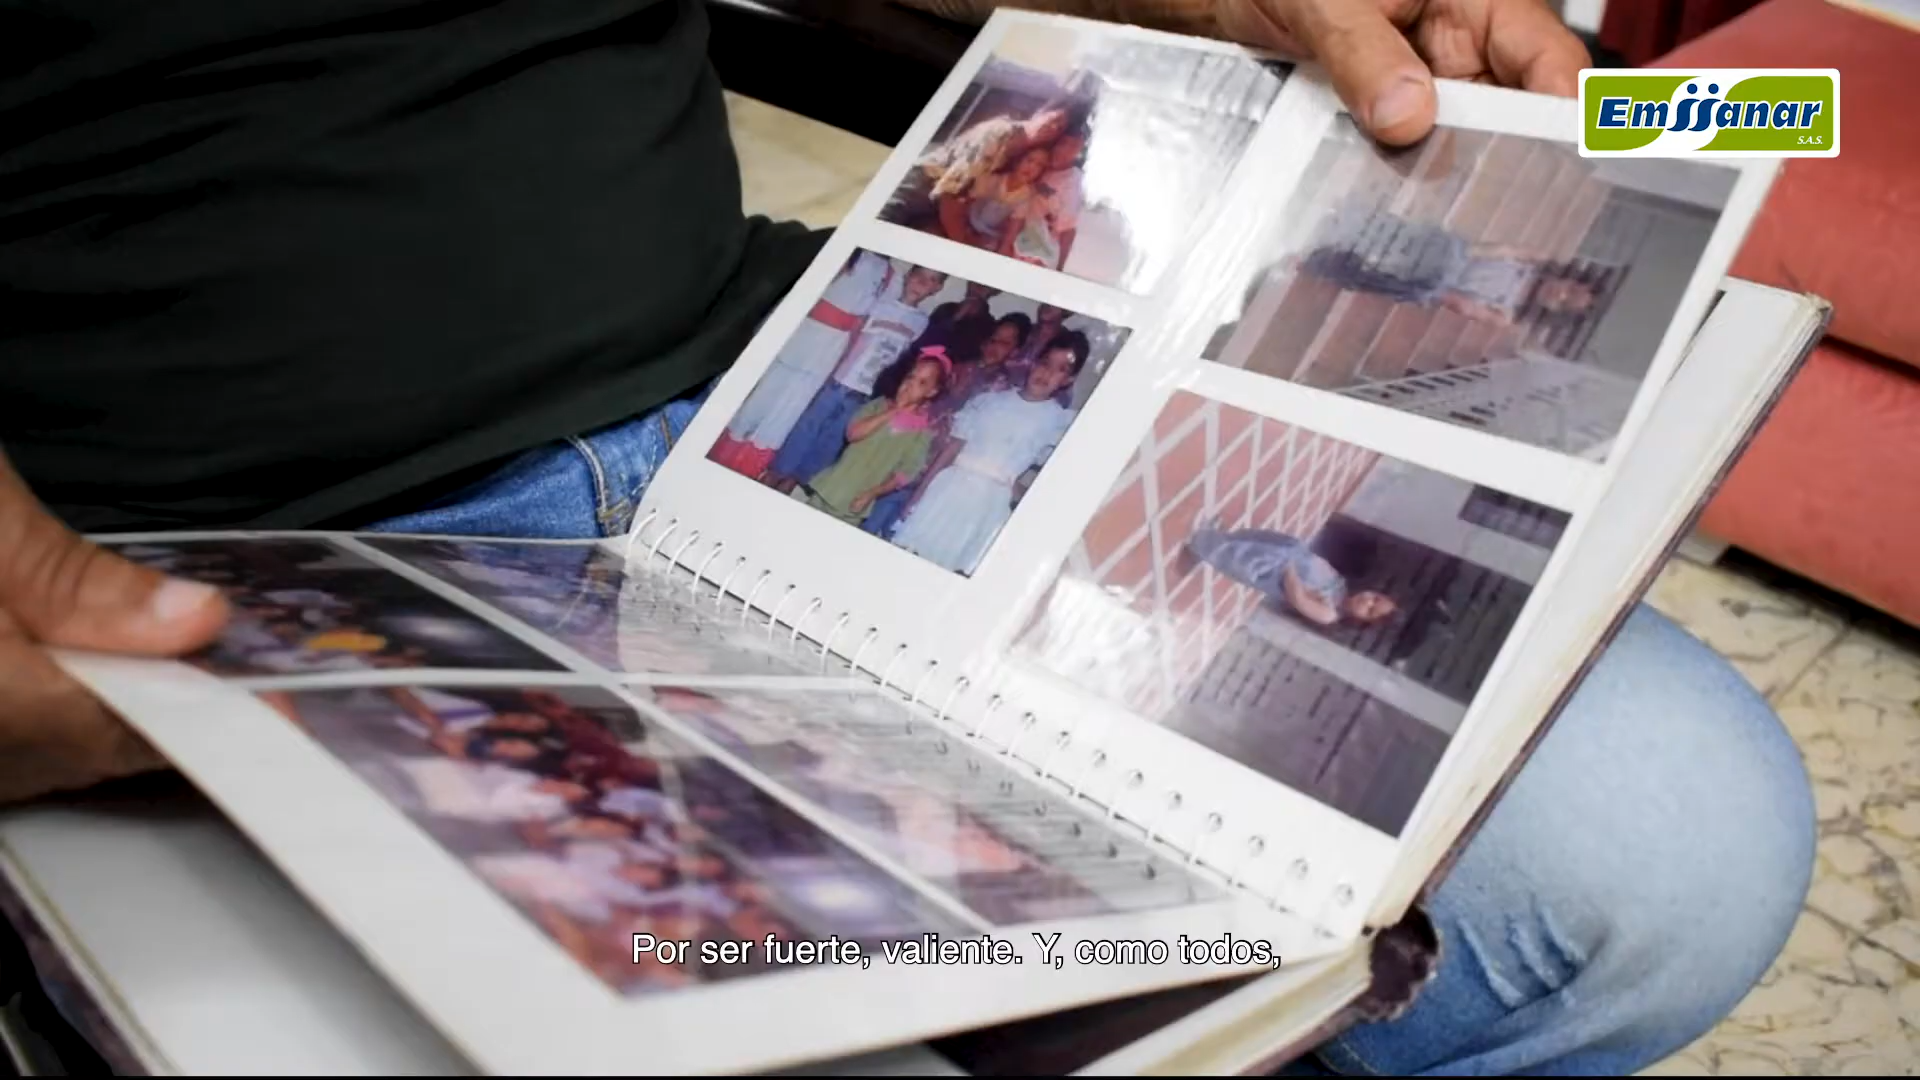 Emssanar
S.A.S.
Por ser fuerte, valiente. Y, como todos,